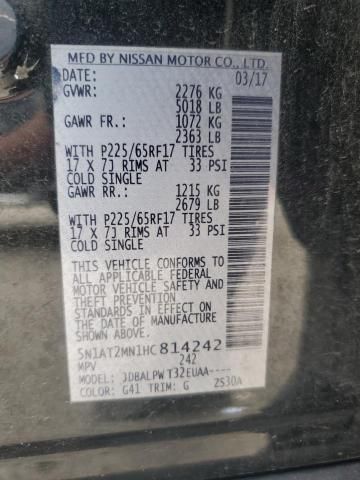 MFD BY NISSAN MOTOR CO., LTD.
DATE: 03/17
GVWR: 2276 KG
5018 LB
GAWR FR.: 1072 KG
2363 LB
WITH P225/65RF17 TIRES
17 X 7J RIMS AT 33 PSI
COLD SINGLE
GAWR RR.: 1215 KG
2679 LB
WITH P225/65RF17 TIRES
17 X 7J RIMS AT 33 PSI
COLD SINGLE
THIS VEHICLE CONFORMS TO
ALL APPLICABLE FEDERAL
MOTOR VEHICLE SAFETY AND
THEFT PREVENTION STANDARDS
IN EFFECT ON THE DATE OF
MANUFACTURE SHOWN ABOVE.
5N1AT2MN1HC814242
MPV 242
MODEL: JDBALPW T32EUAA----
COLOR: G41 TRIM: G 2S30A